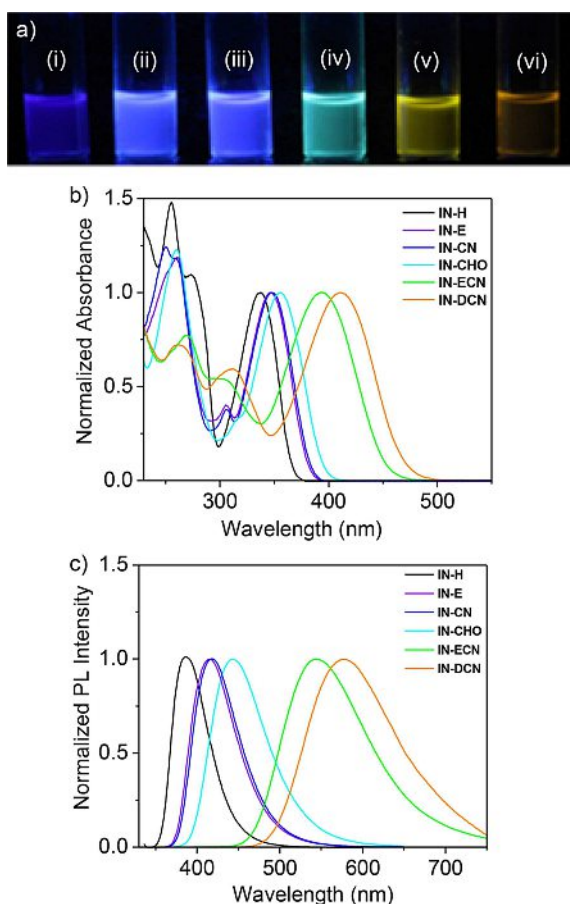 a)
(i) (ii) (iii) (iv) (v) (vi)
b)
1.5
1.0
0.5
0.0
Normalized Absorbance
IN-H
IN-E
IN-CN
IN-CHO
IN-ECN
IN-DCN
300 400 500
Wavelength (nm)
c)
1.5
1.0
0.5
0.0
Normalized PL Intensity
IN-H
IN-E
IN-CN
IN-CHO
IN-ECN
IN-DCN
400 500 600 700
Wavelength (nm)